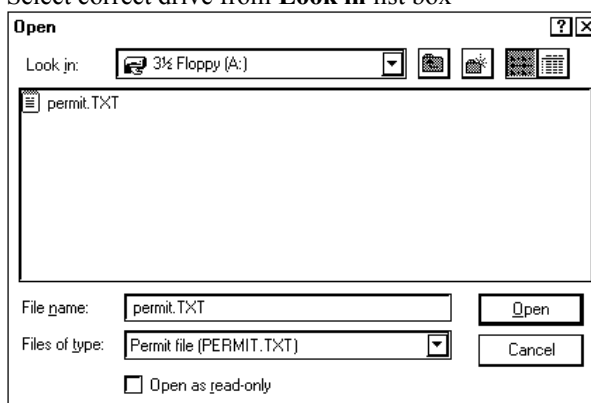 Select correct drive from Look in list box
Open
Look in: 3½ Floppy (A:)
permit.TXT
File name: permit.TXT Open
Files of type: Permit file (PERMIT.TXT) Cancel
Open as read-only